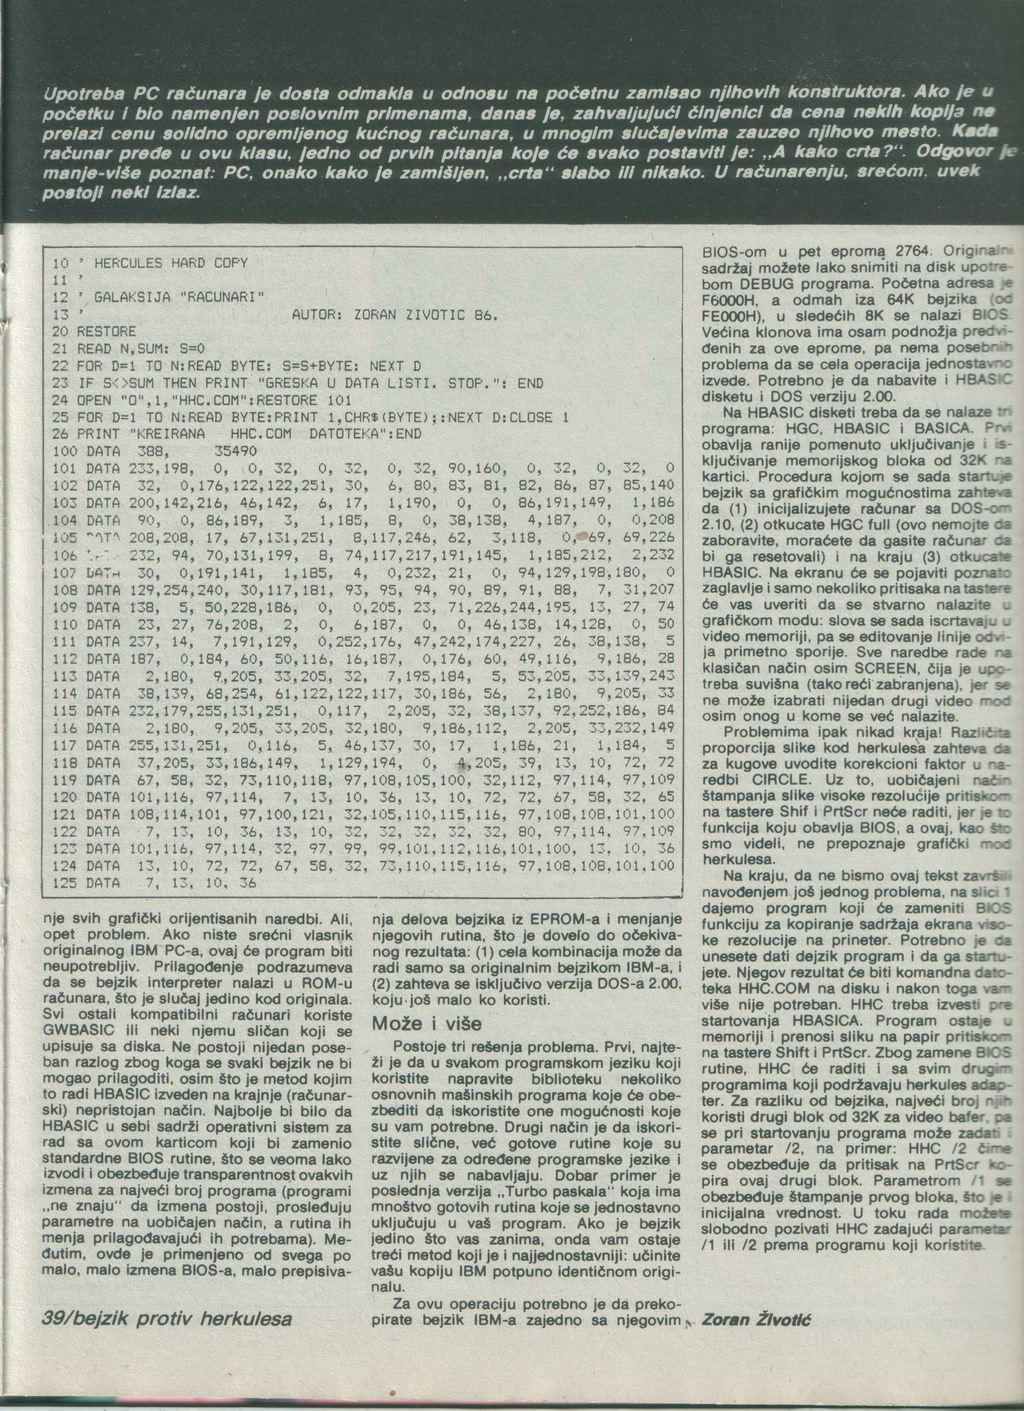 Upotreba PC računara je dosta odmakla u odnosu na početnu zamisao njihovih konstruktora. Ako je u
početku i bio namenjen poslovnim primenama, danas je, zahvaljujući činjenici da cena nekih kopija ne
prelazi cenu solidno opremljenog kućnog računara, u mnogim slučajevima zauzeo njihovo mesto. Kada
računar pređe u ovu klasu, jedno od prvih pitanja koje će svako postaviti je: „A kako crta?“. Odgovor je
manje-više poznat: PC, onako kako je zamišljen, „crta“ slabo ili nikako. U računarenju, srećom, uvek
postoji neki izlaz.
10 ' HERCULES HARD COPY
11 '
12 ' GALAKSIJA "RACUNARI"
13 ' AUTOR: ZORAN ZIVOTIC 86.
20 RESTORE
21 READ N,SUM: S=0
22 FOR D=1 TO N:READ BYTE: S=S+BYTE: NEXT D
23 IF S<>SUM THEN PRINT "GRESKA U DATA LISTI. STOP.": END
24 OPEN "O",1,"HHC.COM":RESTORE 101
25 FOR D=1 TO N:READ BYTE:PRINT 1,CHR$(BYTE);:NEXT D:CLOSE 1
26 PRINT "KREIRANA HHC.COM DATOTEKA":END
100 DATA 388, 35490
101 DATA 233,198, 0, 0, 32, 0, 32, 0, 32, 90,160, 0, 32, 0, 32, 0
102 DATA 32, 0,176,122,122,251, 30, 6, 80, 83, 81, 82, 86, 87, 85,140
103 DATA 200,142,216, 46,142, 6, 17, 1,190, 0, 0, 86,191,149, 1,186
104 DATA 90, 0, 86,189, 3, 1,185, 8, 0, 38,138, 4,187, 0, 0,208
105 208,208, 17, 67,131,251, 8,117,246, 62, 3,118, 0, 69, 69,226
106 232, 94, 70,131,199, 8, 74,117,217,191,145, 1,185,212, 2,232
107 DATA 30, 0,191,141, 1,185, 4, 0,232, 21, 0, 94,129,198,180, 0
108 DATA 129,254,240, 30,117,181, 93, 95, 94, 90, 89, 91, 88, 7, 31,207
109 DATA 138, 5, 50,228,186, 0, 0,205, 23, 71,226,244,195, 13, 27, 74
110 DATA 23, 27, 76,208, 2, 0, 6,187, 0, 0, 46,138, 14,128, 0, 50
111 DATA 237, 14, 7,191,129, 0,252,176, 47,242,174,227, 26, 38,138, 5
112 DATA 187, 0,184, 60, 50,116, 16,187, 0,176, 60, 49,116, 9,186, 28
113 DATA 2,180, 9,205, 33,205, 32, 7,195,184, 5, 53,205, 33,139,243
114 DATA 38,139, 68,254, 61,122,122,117, 30,186, 56, 2,180, 9,205, 33
115 DATA 232,179,255,131,251, 0,117, 2,205, 32, 38,137, 92,252,186, 84
116 DATA 2,180, 9,205, 33,205, 32,180, 9,186,112, 2,205, 33,232,149
117 DATA 255,131,251, 0,116, 5, 46,137, 30, 17, 1,186, 21, 1,184, 5
118 DATA 37,205, 33,186,149, 1,129,194, 0, 4,205, 39, 13, 10, 72, 72
119 DATA 67, 58, 32, 73,110,118, 97,108,105,100, 32,112, 97,114, 97,109
120 DATA 101,116, 97,114, 7, 13, 10, 36, 13, 10, 72, 72, 67, 58, 32, 65
121 DATA 108,114,101, 97,100,121, 32,105,110,115,116, 97,108,108,101,100
122 DATA 7, 13, 10, 36, 13, 10, 32, 32, 32, 32, 32, 80, 97,114, 97,109
123 DATA 101,116, 97,114, 32, 97, 99, 99,101,112,116,101,100, 13, 10, 36
124 DATA 13, 10, 72, 72, 67, 58, 32, 73,110,115,116, 97,108,108,101,100
125 DATA 7, 13, 10, 36
nje svih grafički orijentisanih naredbi. Ali,
opet problem. Ako niste srećni vlasnik
originalnog IBM PC-a, ovaj će program biti
neupotrebljiv. Prilagođenje podrazumeva
da se bejzik interpreter nalazi u ROM-u
računara, što je slučaj jedino kod originala.
Svi ostali kompatibilni računari koriste
GWBASIC ili neki njemu sličan koji se
upisuje sa diska. Ne postoji nijedan pose-
ban razlog zbog koga se svaki bejzik ne bi
mogao prilagoditi, osim što je metod kojim
to radi HBASIC izveden na krajnje (računar-
ski) nepristojan način. Najbolje bi bilo da
HBASIC u sebi sadrži operativni sistem za
rad sa ovom karticom koji bi zamenio
standardne BIOS rutine, što se veoma lako
izvodi i obezbeđuje transparentnost ovakvih
izmena za najveći broj programa (programi
„ne znaju“ da izmena postoji, prosleđuju
parametre na uobičajen način, a rutina ih
menja prilagođavajući ih potrebama). Me-
đutim, ovde je primenjeno od svega po
malo, malo izmena BIOS-a, malo prepisiva-
nja delova bejzika iz EPROM-a i menjanje
njegovih rutina, što je dovelo do očekiva-
nog rezultata: (1) cela kombinacija može da
radi samo sa originalnim bejzikom IBM-a, i
(2) zahteva se isključivo verzija DOS-a 2.00,
koju još malo ko koristi.
Može i više
Postoje tri rešenja problema. Prvi, najte-
ži je da u svakom programskom jeziku koji
koristite napravite biblioteku nekoliko
osnovnih mašinskih programa koje će obe-
zbediti da iskoristite one mogućnosti koje
su vam potrebne. Drugi način je da iskori-
stite slične, već gotove rutine koje su
razvijene za određene programske jezike i
uz njih se nabavljaju. Dobar primer je
poslednja verzija „Turbo paskala“ koja ima
mnoštvo gotovih rutina koje se jednostavno
uključuju u vaš program. Ako je bejzik
jedino što vas zanima, onda vam ostaje
treći metod koji je i najjednostavniji: učinite
vašu kopiju IBM potpuno identičnom origi-
nalu.
Za ovu operaciju potrebno je da preko-
pirate bejzik IBM-a zajedno sa njegovim
BIOS-om u pet eproma 2764. Originalni
sadržaj možete lako snimiti na disk upotre-
bom DEBUG programa. Početna adresa je
F6000H, a odmah iza 64K bejzika (od
FE000H), u sledećih 8K se nalazi BIOS.
Većina klonova ima osam podnožja predvi-
đenih za ove eprome, pa nema posebnih
problema da se cela operacija jednostavno
izvede. Potrebno je da nabavite i HBASIC
disketu i DOS verziju 2.00.
Na HBASIC disketi treba da se nalaze tri
programa: HGC, HBASIC i BASICA. Prvi
obavlja ranije pomenuto uključivanje i is-
ključivanje memorijskog bloka od 32K na
kartici. Procedura kojom se sada startuje
bejzik sa grafičkim mogućnostima zahteva
da (1) inicijalizujete računar sa DOS-om
2.10, (2) otkucate HGC full (ovo nemojte da
zaboravite, moraćete da gasite računar da
bi ga resetovali) i na kraju (3) otkucate
HBASIC. Na ekranu će se pojaviti poznato
zaglavlje i samo nekoliko pritisaka na tastere
će vas uveriti da se stvarno nalazite u
grafičkom modu: slova se sada iscrtavaju u
video memoriji, pa se editovanje linije odvi-
ja primetno sporije. Sve naredbe rade na
klasičan način osim SCREEN, čija je upo-
treba suvišna (tako reći zabranjena), jer se
ne može izabrati nijedan drugi video mod
osim onog u kome se već nalazite.
Problemima ipak nikad kraja! Različita
proporcija slike kod herkulesa zahteva da
za kugove uvodite korekcioni faktor u na-
redbi CIRCLE. Uz to, uobičajeni način
štampanja slike visoke rezolucije pritiskom
na tastere Shif i PrtScr neće raditi, jer je to
funkcija koju obavlja BIOS, a ovaj, kao što
smo videli, ne prepoznaje grafički mod
herkulesa.
Na kraju, da ne bismo ovaj tekst završili
navođenjem još jednog problema, na slici 1
dajemo program koji će zameniti BIOS
funkciju za kopiranje sadržaja ekrana viso-
ke rezolucije na prineter. Potrebno je da
unesete dati dejzik program i da ga startu-
jete. Njegov rezultat će biti komandna dato-
teka HHC.COM na disku i nakon toga vam
više nije potreban. HHC treba izvesti pre
startovanja HBASICA. Program ostaje u
memoriji i prenosi sliku na papir pritiskom
na tastere Shift i PrtScr. Zbog zamene BIOS
rutine, HHC će raditi i sa svim drugim
programima koji podržavaju herkules adap-
ter. Za razliku od bejzika, najveći broj njih
koristi drugi blok od 32K za video bafer, pa
se pri startovanju programa može zadati i
parametar /2, na primer: HHC /2 čime
se obezbeđuje da pritisak na PrtScr ko-
pira ovaj drugi blok. Parametrom /1 se
obezbeđuje štampanje prvog bloka, što je i
inicijalna vrednost. U toku rada možete
slobodno pozivati HHC zadajući parametar
/1 ili /2 prema programu koji koristite.
Zoran Životić
39/bejzik protiv herkulesa